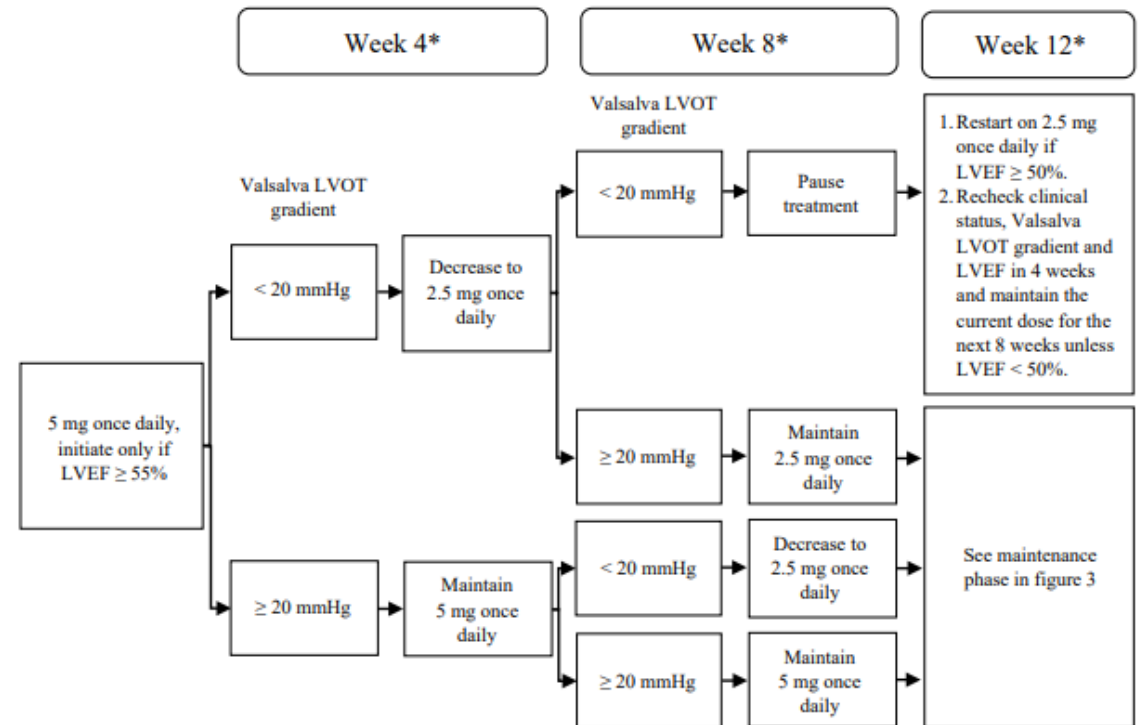 Week 4*
Week 8*
Week 12*
Valsalva LVOT
gradient
< 20 mmHg
Pause
treatment
1. Restart on 2.5 mg
once daily if
LVEF ≥ 50%.
2. Recheck clinical
status, Valsalva
LVOT gradient and
LVEF in 4 weeks
and maintain the
current dose for the
next 8 weeks unless
LVEF < 50%.
Valsalva LVOT
gradient
< 20 mmHg
Decrease to
2.5 mg once
daily
5 mg once daily,
initiate only if
LVEF ≥ 55%
≥ 20 mmHg
Maintain
2.5 mg once
daily
≥ 20 mmHg
Maintain
5 mg once
daily
< 20 mmHg
Decrease to
2.5 mg once
daily
See maintenance
phase in figure 3
≥ 20 mmHg
Maintain
5 mg once
daily